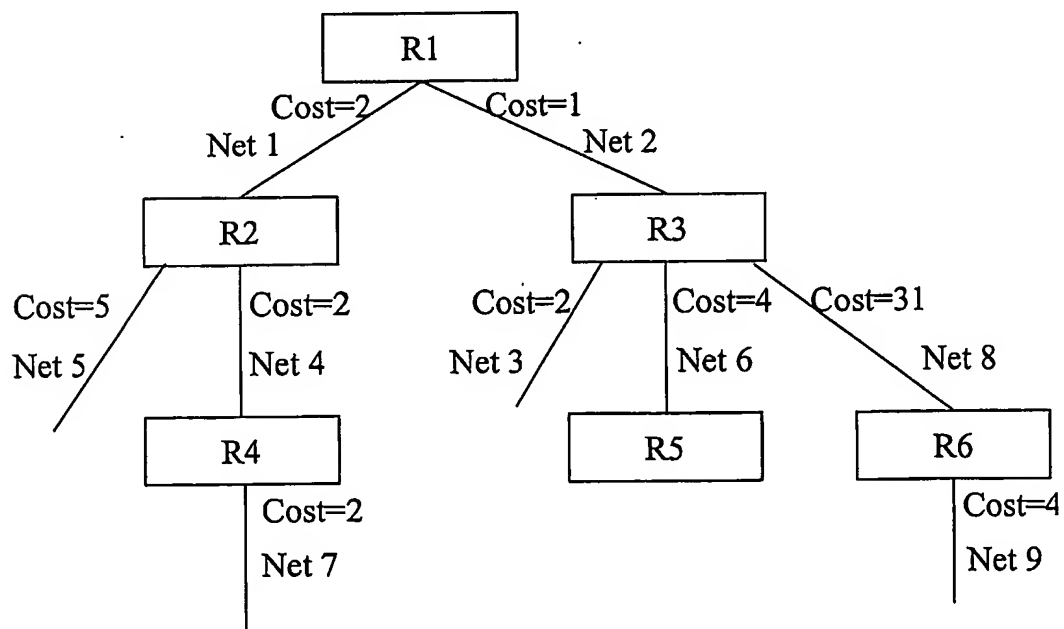 R1
Cost=2
Cost=1
Net 1
Net 2
R2
R3
Cost=5
Cost=2
Cost=2
Cost=4
Cost=31
Net 5
Net 4
Net 3
Net 6
Net 8
R4
R5
R6
Cost=2
Cost=4
Net 7
Net 9